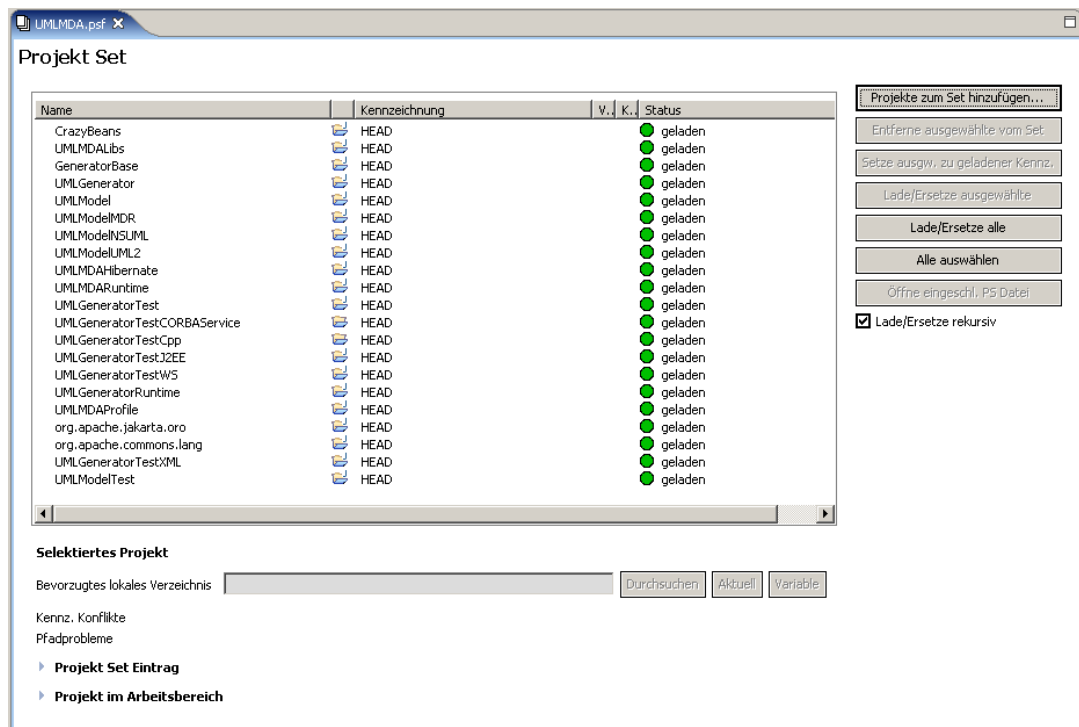 UMLMDA.psf
Projekt Set
Name Kennzeichnung V.. K.. Status
CrazyBeans HEAD geladen
UMLMDALibs HEAD geladen
GeneratorBase HEAD geladen
UMLGenerator HEAD geladen
UMLModel HEAD geladen
UMLModelMDR HEAD geladen
UMLModelNSUML HEAD geladen
UMLModelUML2 HEAD geladen
UMLMDAHibernate HEAD geladen
UMLMDARuntime HEAD geladen
UMLGeneratorTest HEAD geladen
UMLGeneratorTestCORBAService HEAD geladen
UMLGeneratorTestCpp HEAD geladen
UMLGeneratorTestJ2EE HEAD geladen
UMLGeneratorTestWS HEAD geladen
UMLGeneratorRuntime HEAD geladen
UMLMDAProfile HEAD geladen
org.apache.jakarta.oro HEAD geladen
org.apache.commons.lang HEAD geladen
UMLGeneratorTestXML HEAD geladen
UMLModelTest HEAD geladen
Projekte zum Set hinzufügen...
Entferne ausgewählte vom Set
Setze ausgw. zu geladener Kennz.
Lade/Ersetze ausgewählte
Lade/Ersetze alle
Alle auswählen
Öffne eingeschl. PS Datei
Lade/Ersetze rekursiv
Selektiertes Projekt
Bevorzugtes lokales Verzeichnis Durchsuchen Aktuell Variable
Kennz. Konflikte
Pfadprobleme
Projekt Set Eintrag
Projekt im Arbeitsbereich